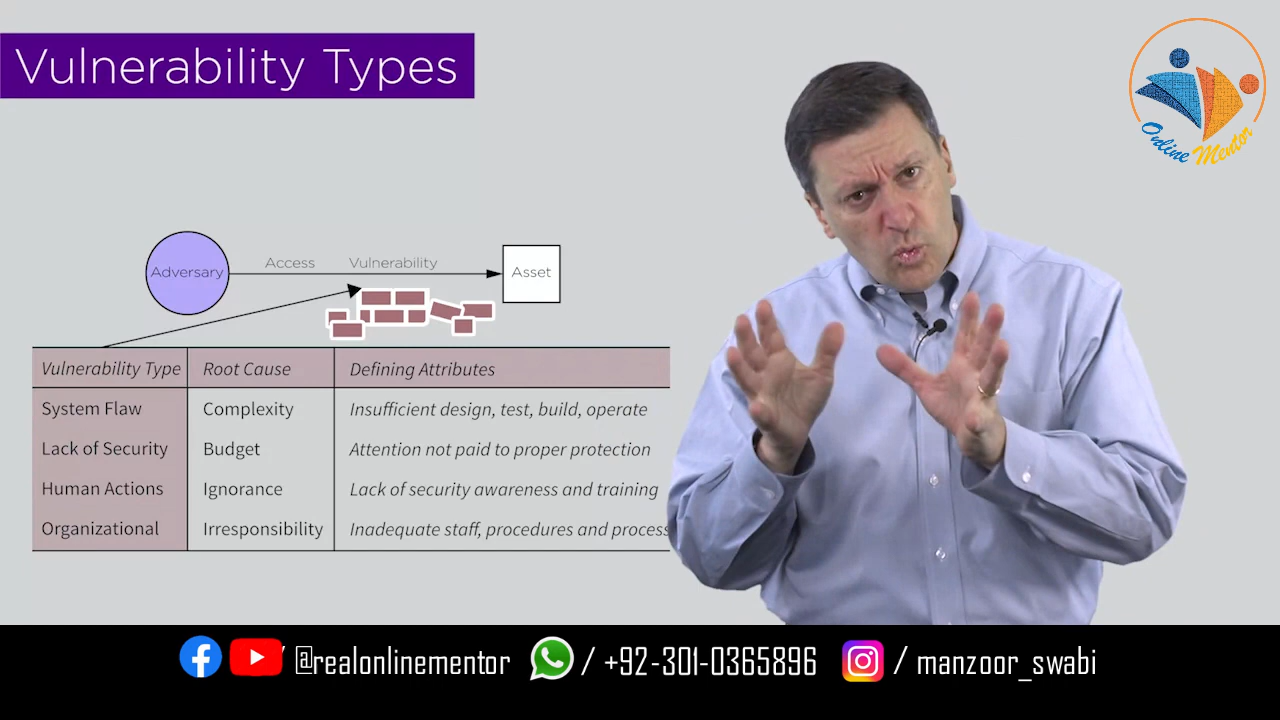 Vulnerability Types
Online Mentor
Adversary
Access
Vulnerability
Asset
Vulnerability Type Root Cause Defining Attributes
System Flaw Complexity Insufficient design, test, build, operate
Lack of Security Budget Attention not paid to proper protection
Human Actions Ignorance Lack of security awareness and training
Organizational Irresponsibility Inadequate staff, procedures and process
/ @realonlinementor / +92-301-0365896 / manzoor_swabi